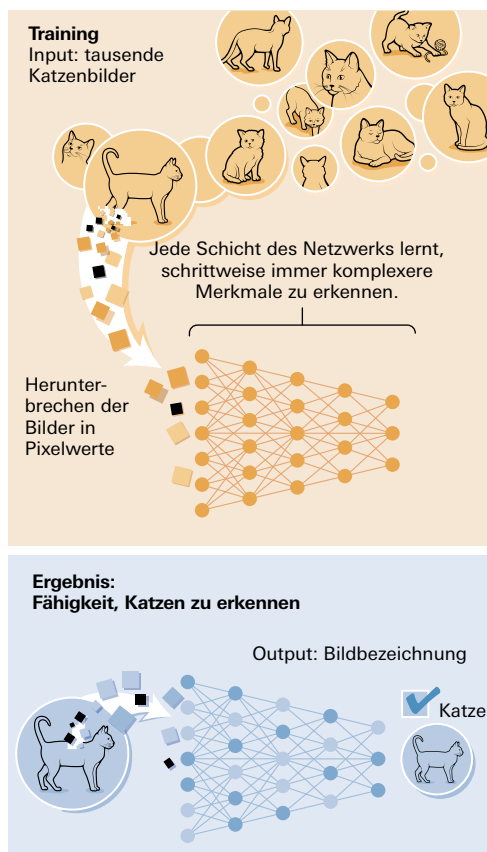 Training
Input: tausende
Katzenbilder
Jede Schicht des Netzwerks lernt,
schrittweise immer komplexere
Merkmale zu erkennen.
Herunter-
brechen der
Bilder in
Pixelwerte
Ergebnis:
Fähigkeit, Katzen zu erkennen
Output: Bildbezeichnung
Katze